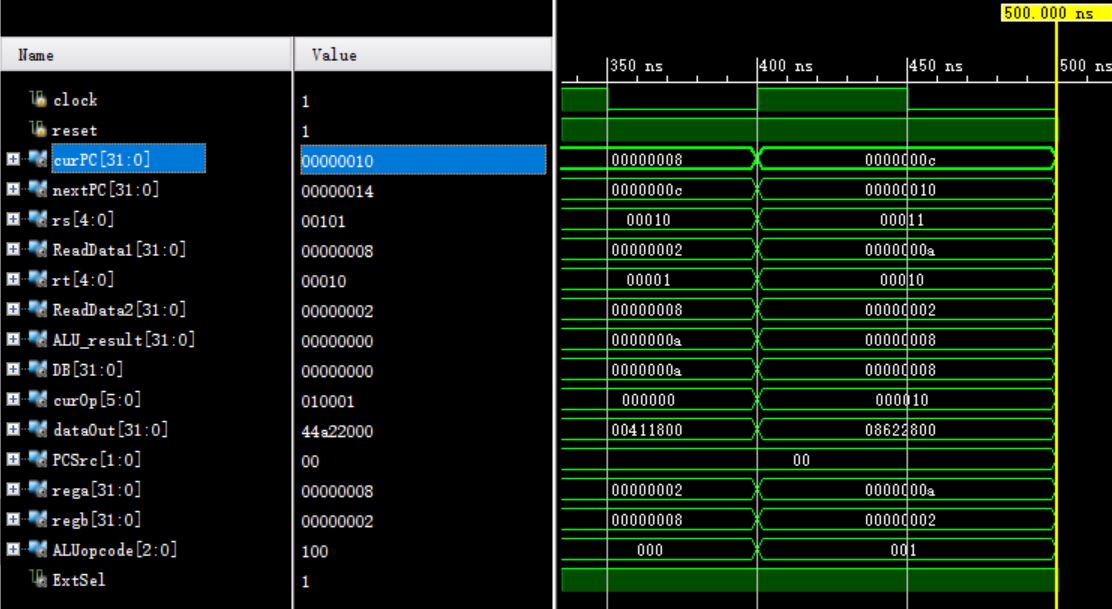 500.000 ns
Name Value
350 ns 400 ns 450 ns 500 ns
clock 1
reset 1
curPC[31:0] 00000010 00000008 0000000c
nextPC[31:0] 00000014 0000000c 00000010
rs[4:0] 00101 00010 00011
ReadData1[31:0] 00000008 00000002 0000000a
rt[4:0] 00010 00001 00010
ReadData2[31:0] 00000002 00000008 00000002
ALU_result[31:0] 00000000 0000000a 00000008
DB[31:0] 00000000 0000000a 00000008
curOp[5:0] 010001 000000 000010
dataOut[31:0] 44a22000 00411800 08622800
PCSrc[1:0] 00 00
rega[31:0] 00000008 00000002 0000000a
regb[31:0] 00000002 00000008 00000002
ALUopcode[2:0] 100 000 001
ExtSel 1